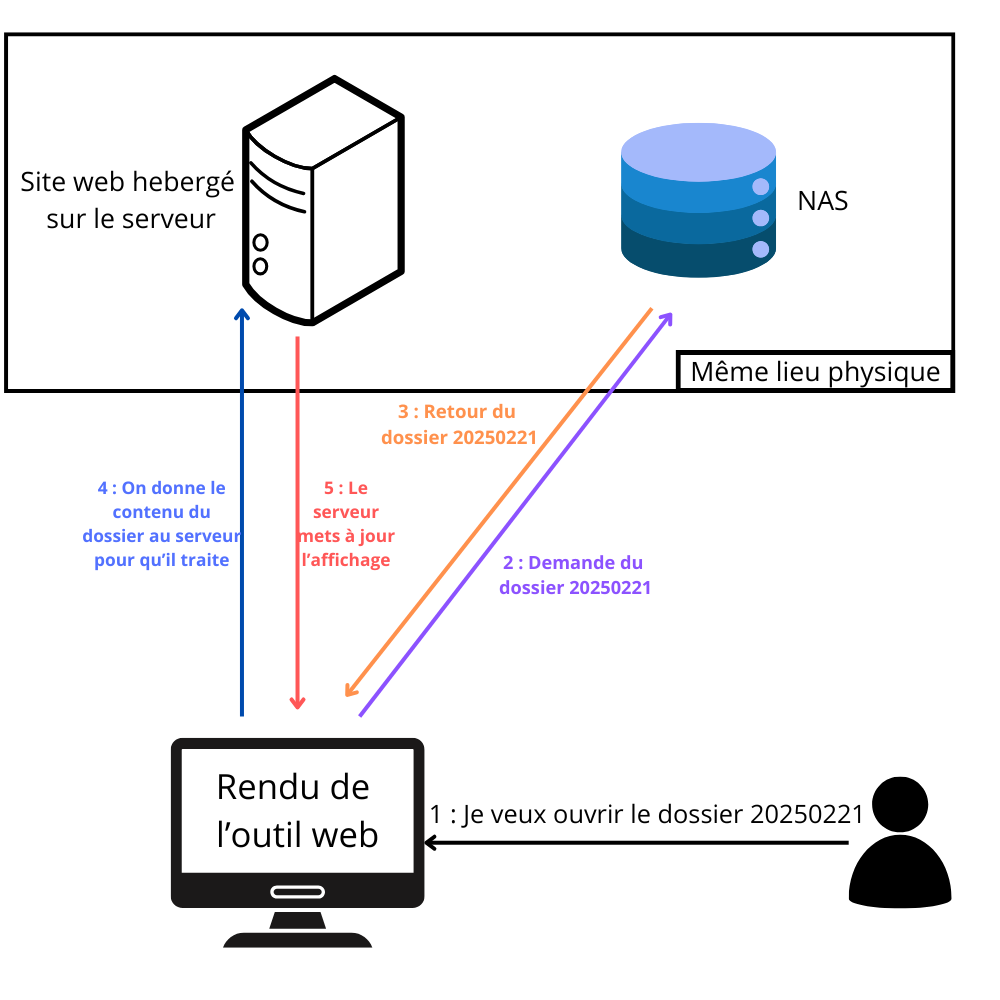 Site web hebergé
sur le serveur
NAS
Même lieu physique
3 : Retour du
dossier 20250221
4 : On donne le
contenu du
dossier au serveur
pour qu’il traite
5 : Le
serveur
mets à jour
l’affichage
2 : Demande du
dossier 20250221
Rendu de
l’outil web
1 : Je veux ouvrir le dossier 20250221